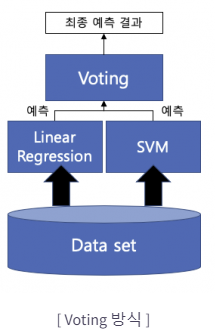 최종 예측 결과
Voting
예측
예측
Linear
Regression
SVM
Data set
[ Voting 방식 ]